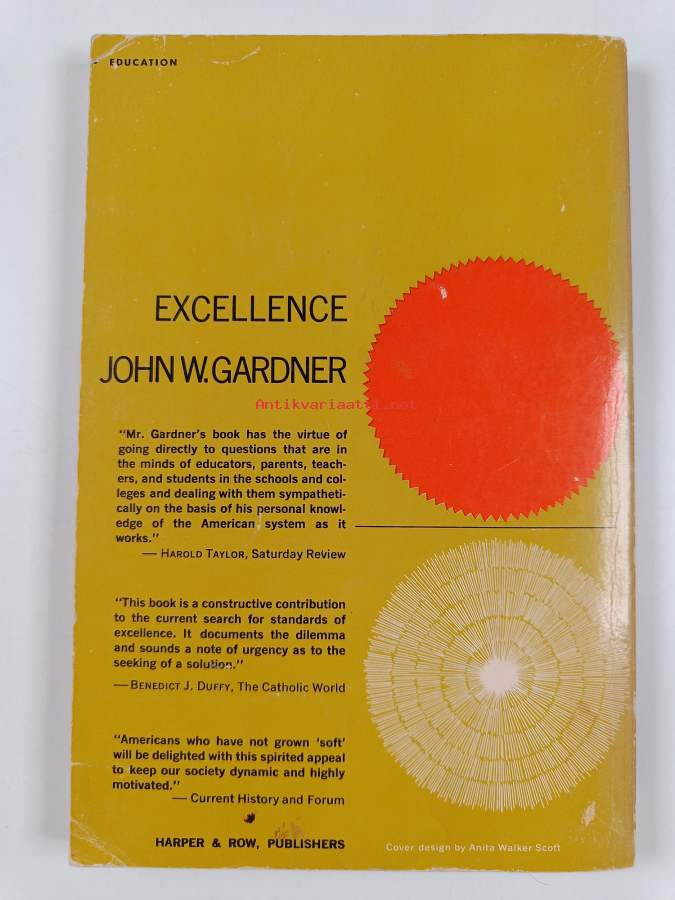 EDUCATION
EXCELLENCE
JOHN W. GARDNER
Antikvariaatti.net
"Mr. Gardner's book has the virtue of
going directly to questions that are in
the minds of educators, parents, teach-
ers, and students in the schools and col-
leges and dealing with them sympatheti-
cally on the basis of his personal knowl-
edge of the American system as it
works."
— HAROLD TAYLOR, Saturday Review
"This book is a constructive contribution
to the current search for standards of
excellence. It documents the dilemma
and sounds a note of urgency as to the
seeking of a solution."
— BENEDICT J. DUFFY, The Catholic World
"Americans who have not grown 'soft'
will be delighted with this spirited appeal
to keep our society dynamic and highly
motivated."
— Current History and Forum
HARPER & ROW, PUBLISHERS
Cover design by Anita Walker Scott